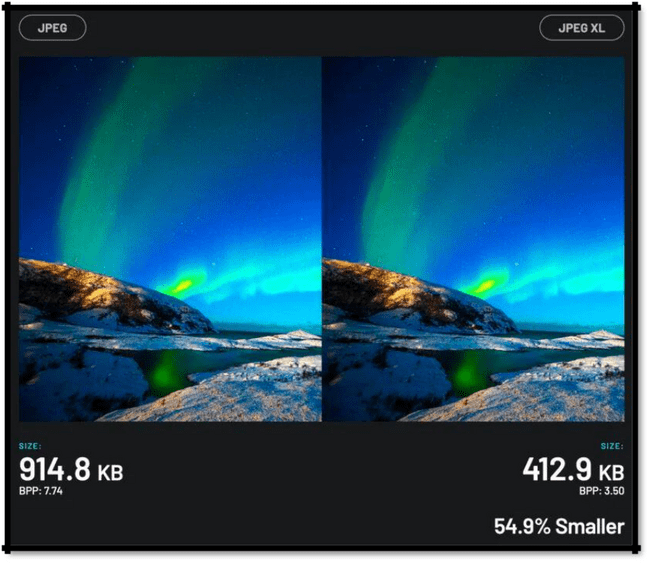 JPEG
JPEG XL
SIZE:
914.8 KB
BPP: 7.74
SIZE:
412.9 KB
BPP: 3.50
54.9% Smaller